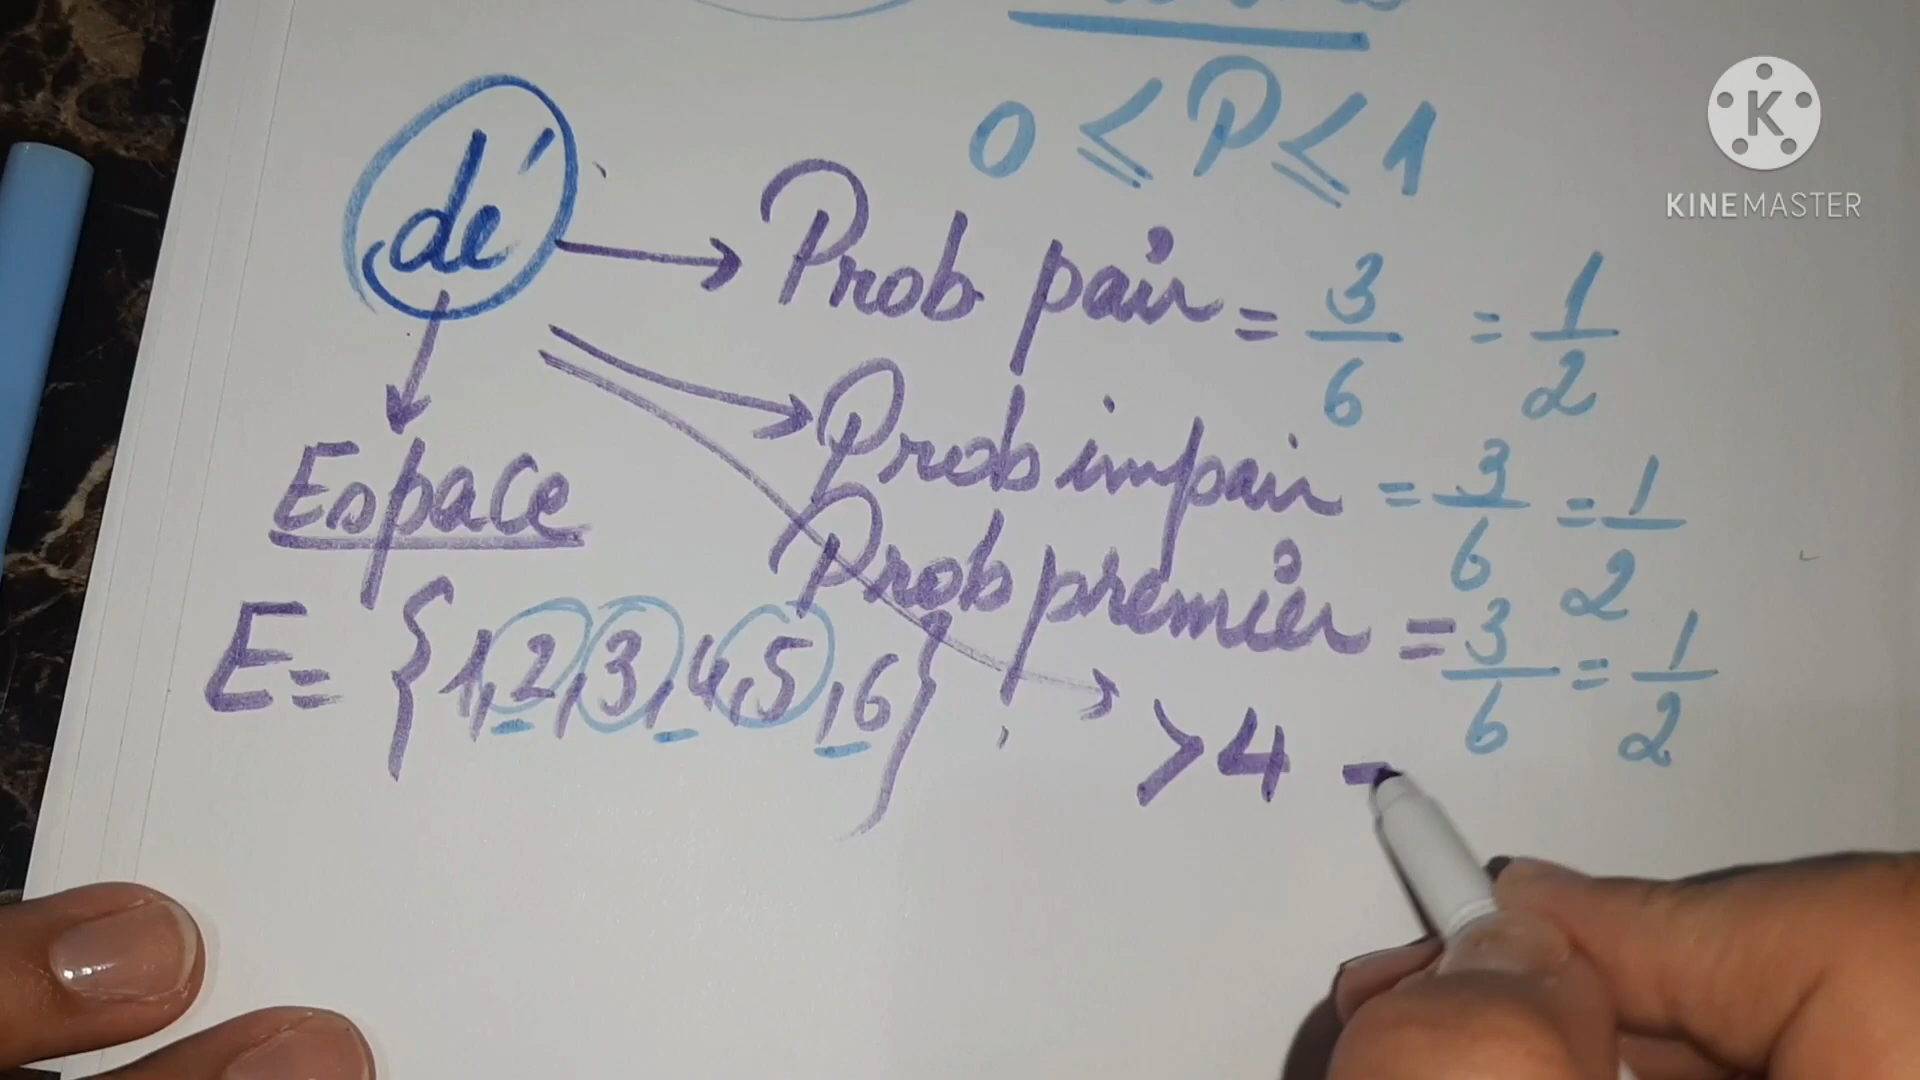 0 ≤ P ≤ 1
dé
Prob pair = 3/6 = 1/2
Prob impair = 3/6 = 1/2
Prob premier = 3/6 = 1/2
>4 -
Espace
E = {1,2,3,4,5,6}
K
KINEMASTER